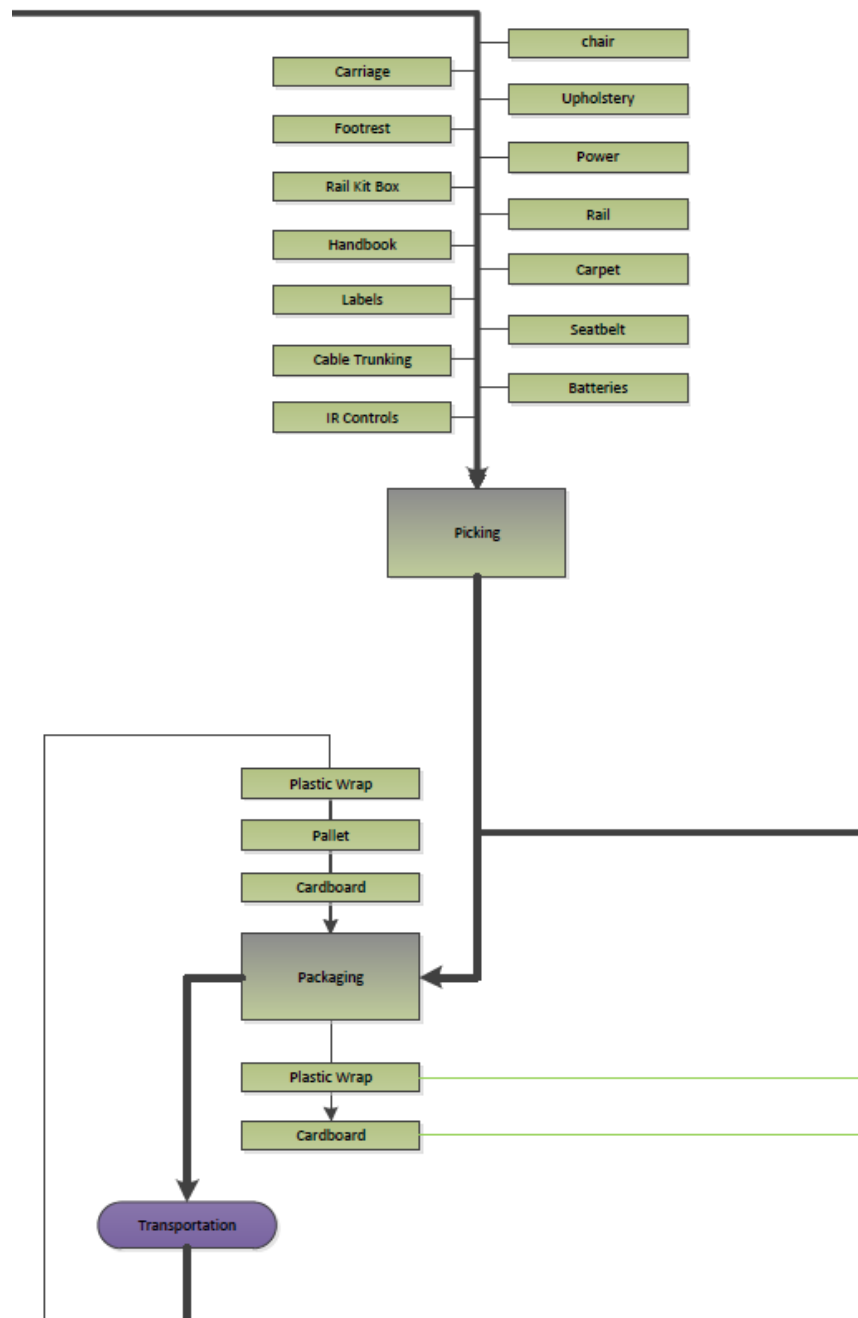 chair
Carriage
Upholstery
Footrest
Power
Rail Kit Box
Rail
Handbook
Carpet
Labels
Seatbelt
Cable Trunking
Batteries
IR Controls
Picking
Plastic Wrap
Pallet
Cardboard
Packaging
Plastic Wrap
Cardboard
Transportation